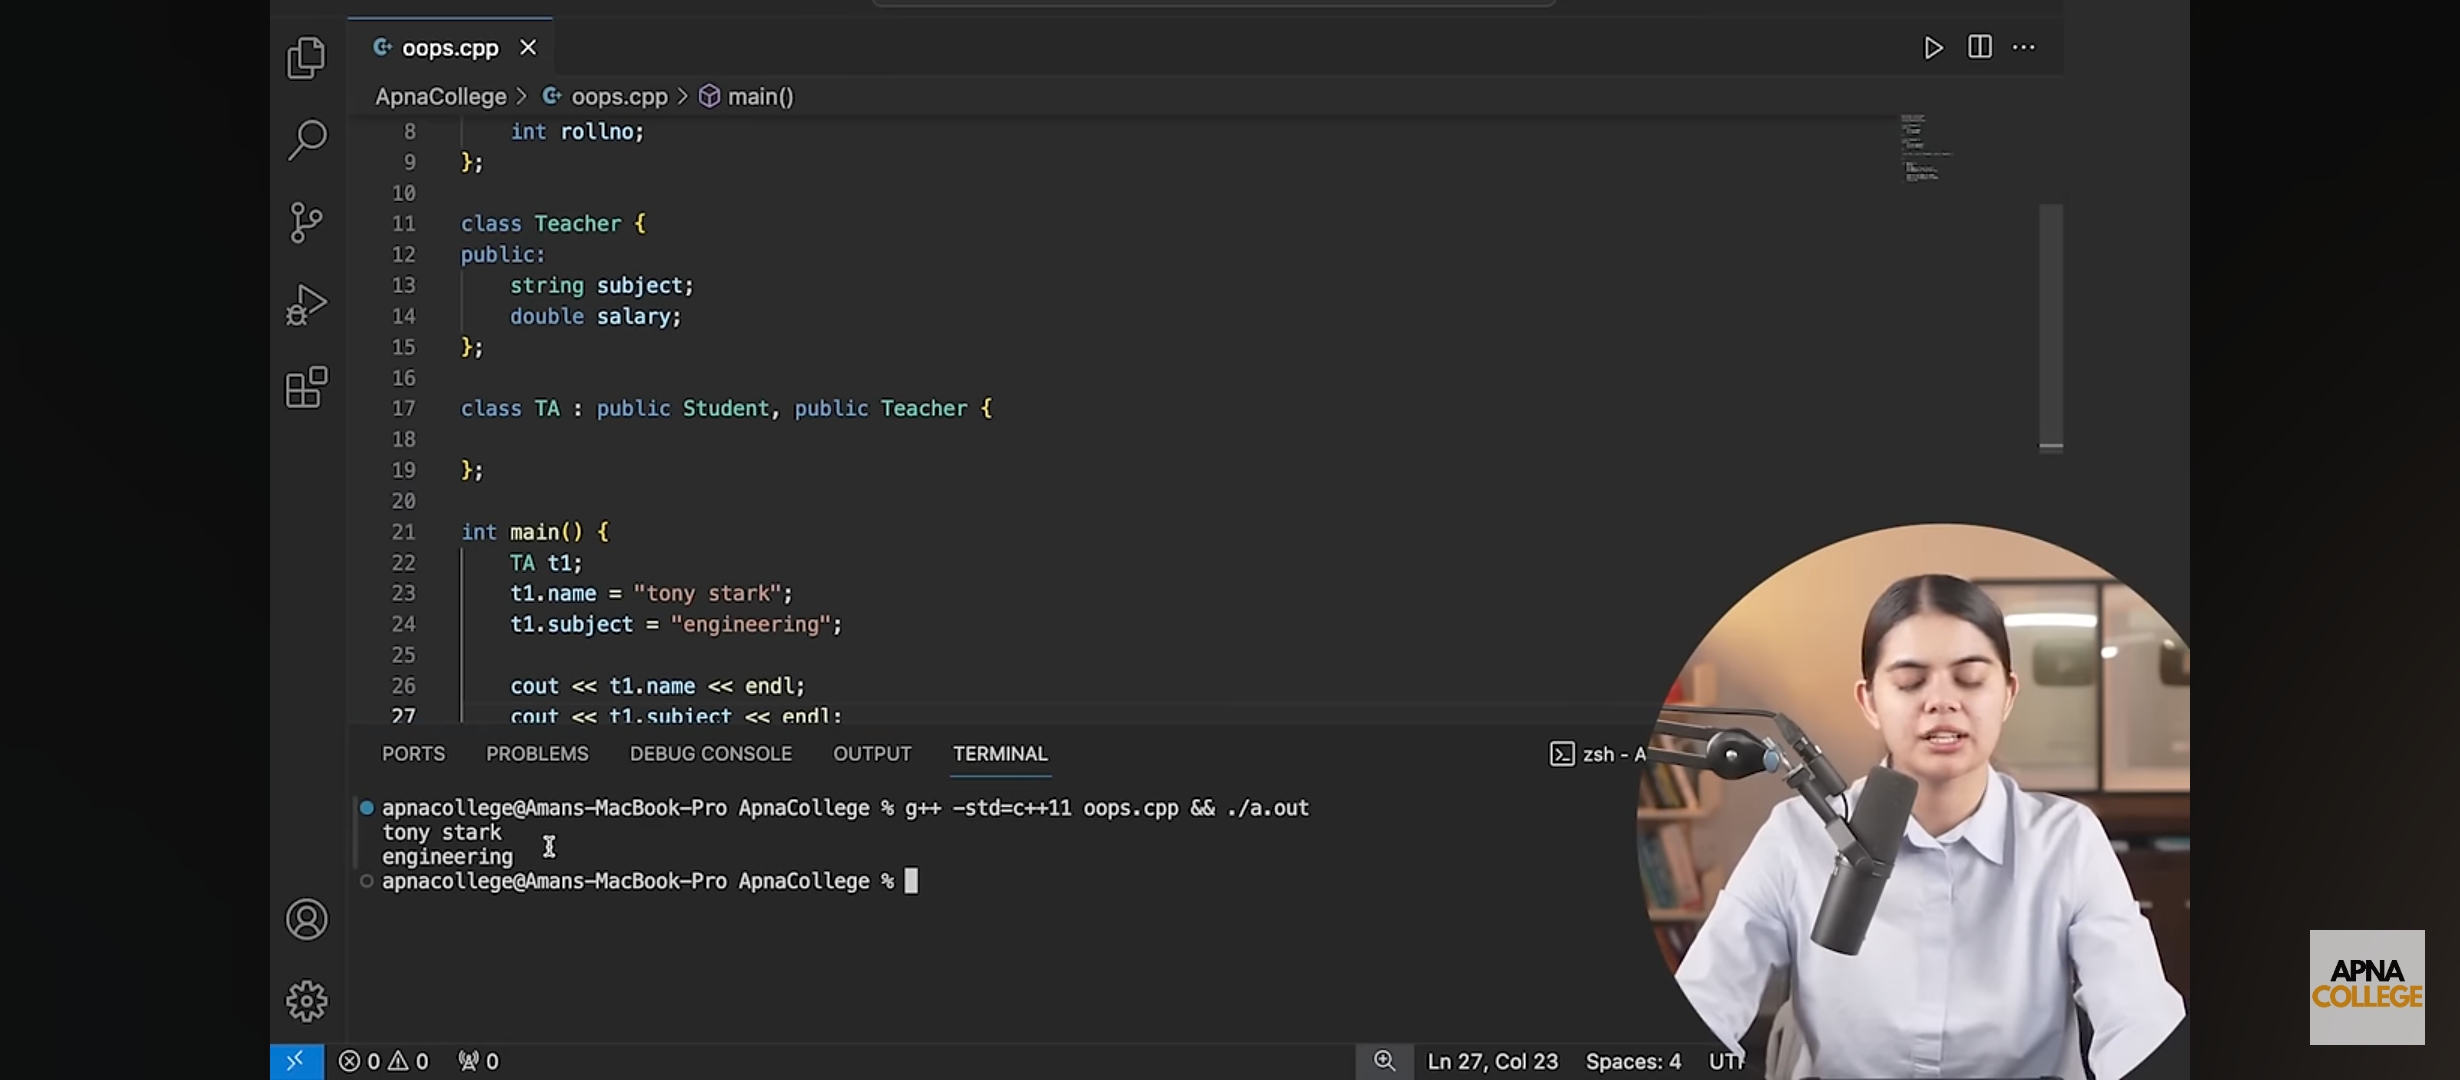 oops.cpp
ApnaCollege > oops.cpp > main()
8 int rollno;
9 };
10
11 class Teacher {
12 public:
13 string subject;
14 double salary;
15 };
16
17 class TA : public Student, public Teacher {
18
19 };
20
21 int main() {
22 TA t1;
23 t1.name = "tony stark";
24 t1.subject = "engineering";
25
26 cout << t1.name << endl;
27 cout << t1.subject << endl;
PORTS PROBLEMS DEBUG CONSOLE OUTPUT TERMINAL zsh - A
apnacollege@Amans-MacBook-Pro ApnaCollege % g++ -std=c++11 oops.cpp && ./a.out
tony stark
engineering
apnacollege@Amans-MacBook-Pro ApnaCollege %
0 0 0 Ln 27, Col 23 Spaces: 4 UTF
APNA
COLLEGE